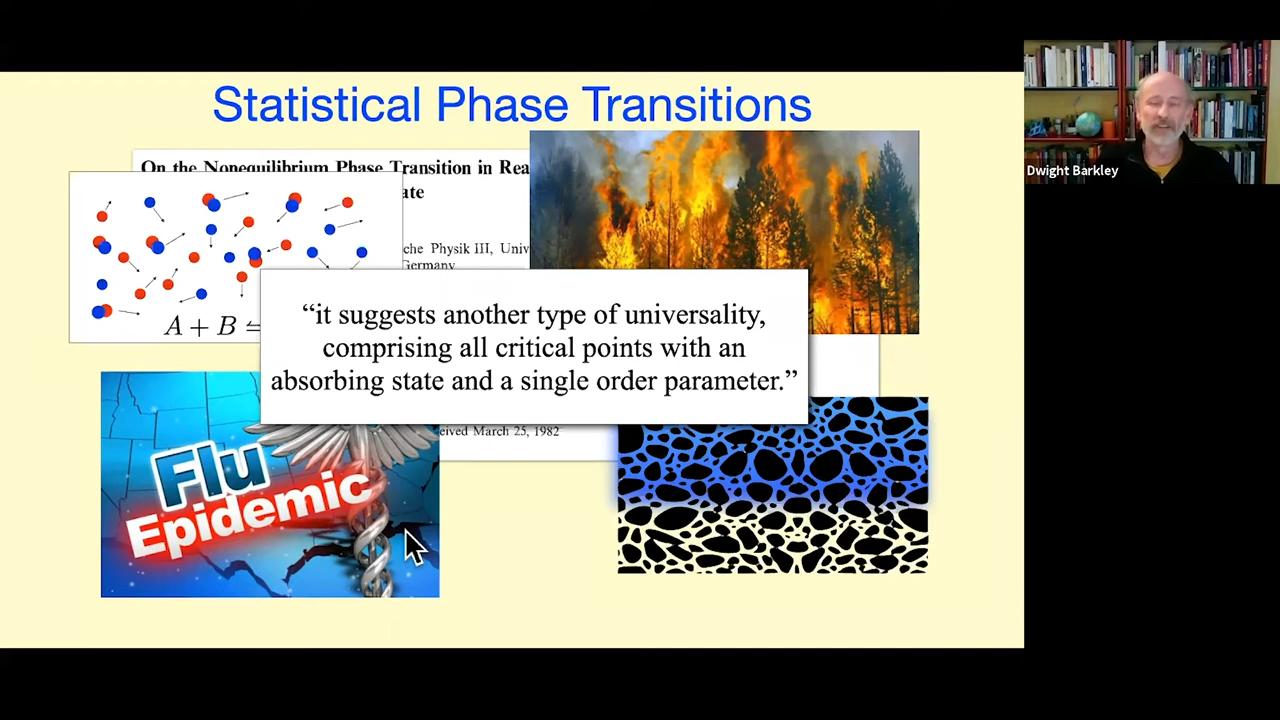 Statistical Phase Transitions
On the Nonequilibrium Phase Transition in Rea
ate
che Physik III, Univ
Germany
A + B ⇌
“it suggests another type of universality,
comprising all critical points with an
absorbing state and a single order parameter.”
eived March 25, 1982
Flu
Epidemic
Dwight Barkley